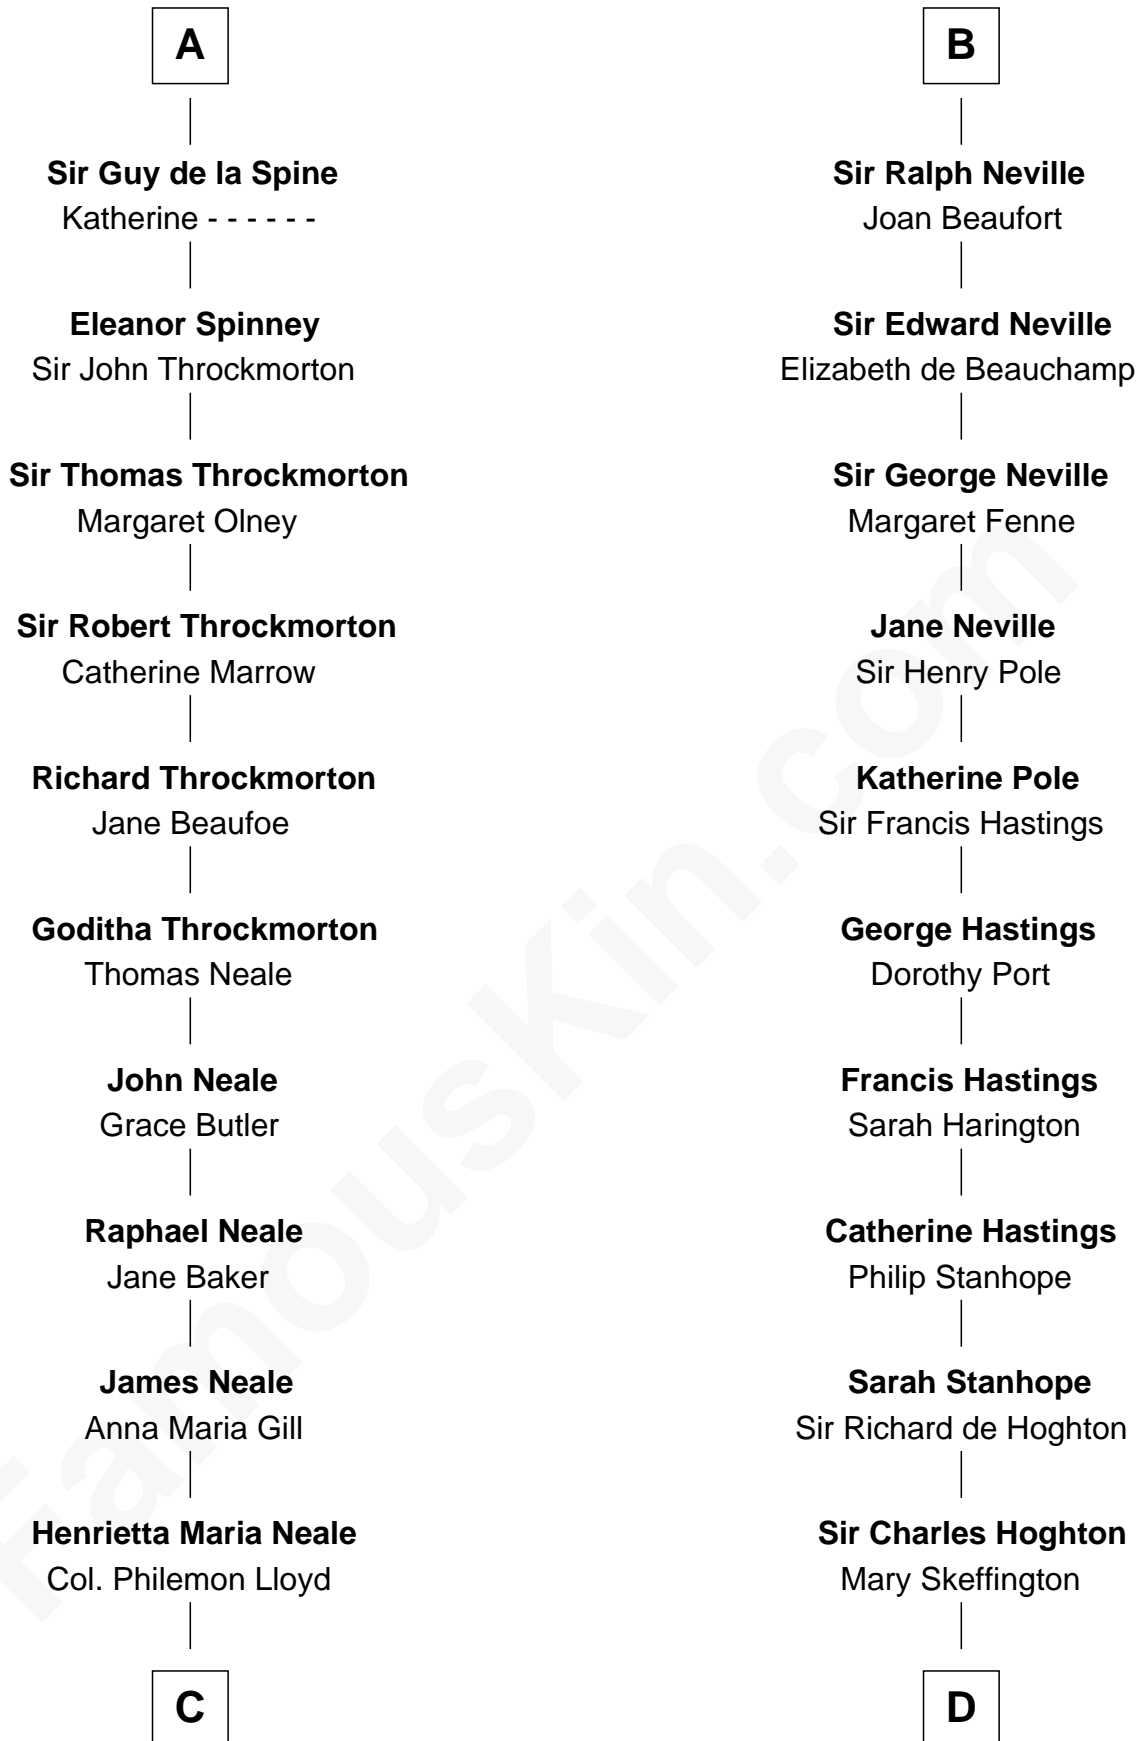 A
Sir Guy de la Spine
Katherine - - - - - -
Eleanor Spinney
Sir John Throckmorton
Sir Thomas Throckmorton
Margaret Olney
Sir Robert Throckmorton
Catherine Marrow
Richard Throckmorton
Jane Beaufoe
Goditha Throckmorton
Thomas Neale
John Neale
Grace Butler
Raphael Neale
Jane Baker
James Neale
Anna Maria Gill
Henrietta Maria Neale
Col. Philemon Lloyd
C
B
Sir Ralph Neville
Joan Beaufort
Sir Edward Neville
Elizabeth de Beauchamp
Sir George Neville
Margaret Fenne
Jane Neville
Sir Henry Pole
Katherine Pole
Sir Francis Hastings
George Hastings
Dorothy Port
Francis Hastings
Sarah Harington
Catherine Hastings
Philip Stanhope
Sarah Stanhope
Sir Richard de Hoghton
Sir Charles Hoghton
Mary Skeffington
D
FamousKin.com